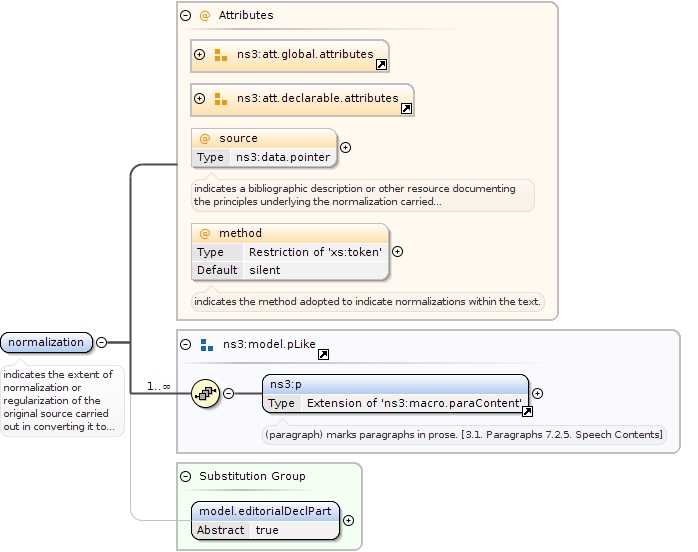 @ Attributes
ns3:att.global.attributes
ns3:att.declarable.attributes
@ source
Type ns3:data.pointer
indicates a bibliographic description or other resource documenting
the principles underlying the normalization carried...
@ method
Type Restriction of 'xs:token'
Default silent
indicates the method adopted to indicate normalizations within the text.
normalization
indicates the extent of
normalization or
regularization of the
original source carried
out in converting it to...
ns3:model.pLike
1..∞
ns3:p
Type Extension of 'ns3:macro.paraContent'
(paragraph) marks paragraphs in prose. [3.1. Paragraphs 7.2.5. Speech Contents]
Substitution Group
model.editorialDeclPart
Abstract true